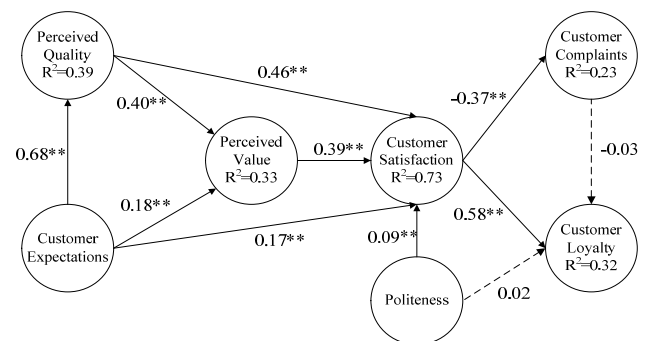 Perceived
Quality
R²=0.39
Customer
Complaints
R²=0.23
0.46**
-0.37**
0.40**
Perceived
Value
R²=0.33
0.39**
Customer
Satisfaction
R²=0.73
0.68**
-0.03
0.18**
0.58**
Customer
Expectations
0.17**
0.09**
Customer
Loyalty
R²=0.32
Politeness
0.02